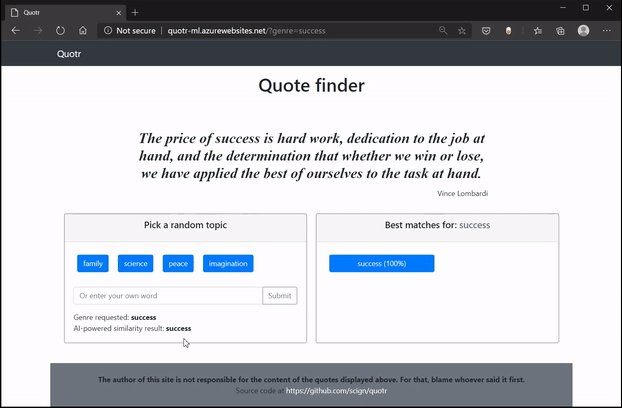 Quotr
Not secure | quotr-ml.azurewebsites.net/?genre=success
Quotr
Quote finder
The price of success is hard work, dedication to the job at
hand, and the determination that whether we win or lose,
we have applied the best of ourselves to the task at hand.
Vince Lombardi
Pick a random topic
family science peace imagination
Or enter your own word Submit
Genre requested: success
AI-powered similarity result: success
Best matches for: success
success (100%)
The author of this site is not responsible for the content of the quotes displayed above. For that, blame whoever said it first.
Source code at https://github.com/scign/quotr